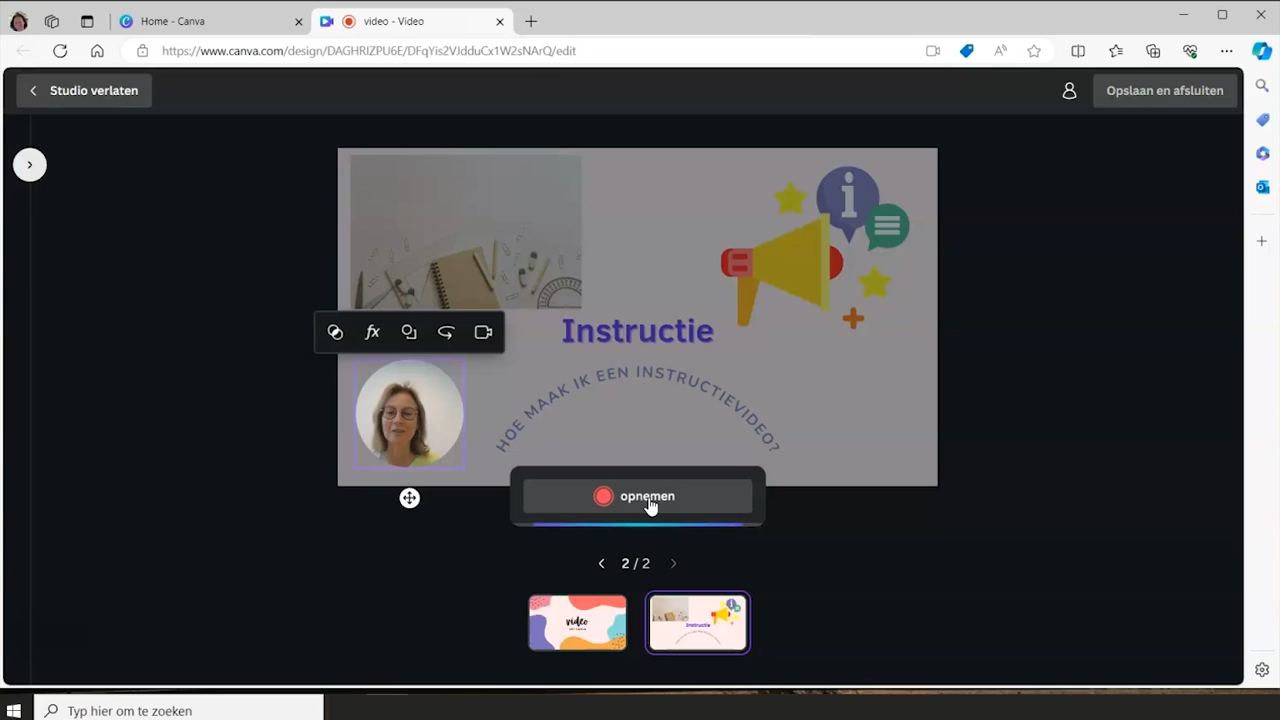 Home - Canva
video - Video
https://www.canva.com/design/DAGHRIZPU6E/DFqYis2VJdduCx1W2sNArQ/edit
Studio verlaten
Opslaan en afsluiten
i
fx
Instructie
HOE MAAK IK EEN INSTRUCTIEVIDEO?
opnemen
2 / 2
video
Instructie
Typ hier om te zoeken